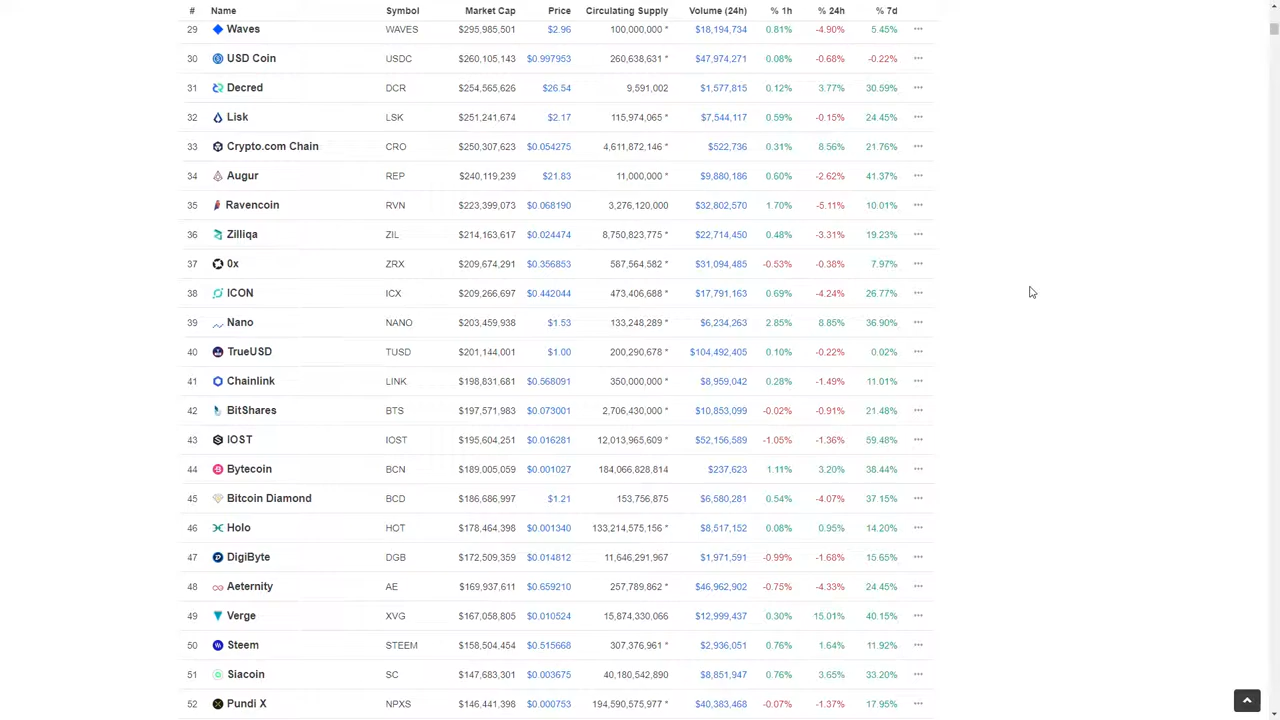 # Name Symbol Market Cap Price Circulating Supply Volume (24h) % 1h % 24h % 7d
29 Waves WAVES $295,985,501 $2.96 100,000,000 * $18,194,734 0.81% -4.90% 5.45% ···
30 USD Coin USDC $260,105,143 $0.997953 260,638,631 * $47,974,271 0.08% -0.68% -0.22% ···
31 Decred DCR $254,565,626 $26.54 9,591,002 $1,577,815 0.12% 3.77% 30.59% ···
32 Lisk LSK $251,241,674 $2.17 115,974,065 * $7,544,117 0.59% -0.15% 24.45% ···
33 Crypto.com Chain CRO $250,307,623 $0.054275 4,611,872,146 * $522,736 0.31% 8.56% 21.76% ···
34 Augur REP $240,119,239 $21.83 11,000,000 * $9,880,186 0.60% -2.62% 41.37% ···
35 Ravencoin RVN $223,399,073 $0.068190 3,276,120,000 * $32,802,570 1.70% -5.11% 10.01% ···
36 Zilliqa ZIL $214,163,617 $0.024474 8,750,823,775 * $22,714,450 0.48% -3.31% 19.23% ···
37 0x ZRX $209,674,291 $0.356853 587,564,582 * $31,094,485 -0.53% -0.38% 7.97% ···
38 ICON ICX $209,266,697 $0.442044 473,406,688 * $17,791,163 0.69% -4.24% 26.77% ···
39 Nano NANO $203,459,938 $1.53 133,248,289 * $6,234,263 2.85% 8.85% 36.90% ···
40 TrueUSD TUSD $201,144,001 $1.00 200,290,678 * $104,492,405 0.10% -0.22% 0.02% ···
41 Chainlink LINK $198,831,681 $0.568091 350,000,000 * $8,959,042 0.28% -1.49% 11.01% ···
42 BitShares BTS $197,571,983 $0.073001 2,706,430,000 * $10,853,099 -0.02% -0.91% 21.48% ···
43 IOST IOST $195,604,251 $0.016281 12,013,965,609 * $52,156,589 -1.05% -1.36% 59.48% ···
44 Bytecoin BCN $189,005,059 $0.001027 184,066,828,814 $237,623 1.11% 3.20% 38.44% ···
45 Bitcoin Diamond BCD $186,686,997 $1.21 153,756,875 $6,580,281 0.54% -4.07% 37.15% ···
46 Holo HOT $178,464,398 $0.001340 133,214,575,156 * $8,517,152 0.08% 0.95% 14.20% ···
47 DigiByte DGB $172,509,359 $0.014812 11,646,291,967 $1,971,591 -0.99% -1.68% 15.65% ···
48 Aeternity AE $169,937,611 $0.659210 257,789,862 * $46,962,902 -0.75% -4.33% 24.45% ···
49 Verge XVG $167,058,805 $0.010524 15,874,330,066 $12,999,437 0.30% 15.01% 40.15% ···
50 Steem STEEM $158,504,454 $0.515668 307,376,961 * $2,936,051 0.76% 1.64% 11.92% ···
51 Siacoin SC $147,683,301 $0.003675 40,180,542,890 $8,851,947 0.76% 3.65% 33.20% ···
52 Pundi X NPXS $146,441,398 $0.000753 194,590,575,977 * $40,383,468 -0.07% -1.37% 17.95% ···